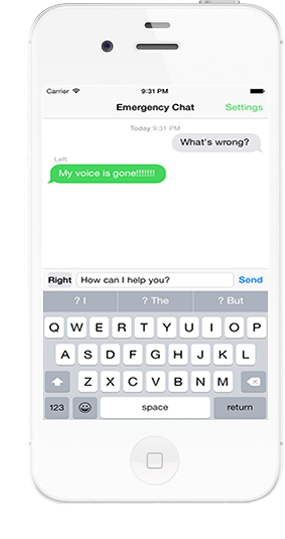 Carrier 9:31 PM
Emergency Chat Settings
Today 9:31 PM
What's wrong?
Left
My voice is gone!!!!!!!
Right How can I help you? Send
? I ? The ? But
Q W E R T Y U I O P
A S D F G H J K L
Z X C V B N M
123 space return